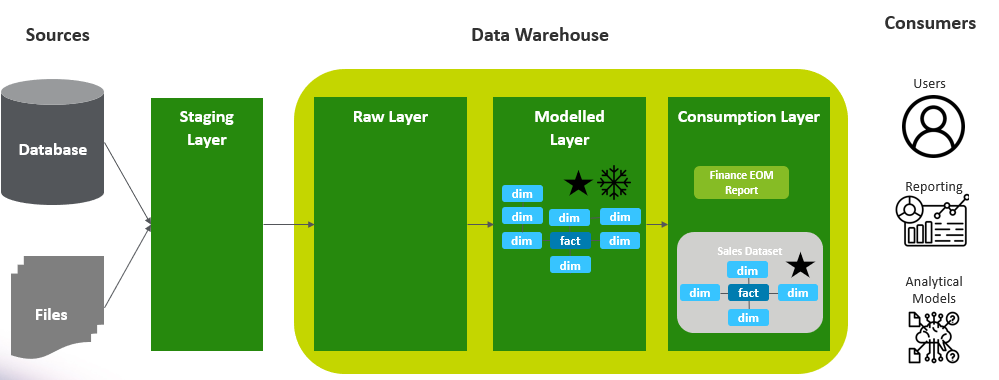 Sources
Data Warehouse
Consumers
Database
Files
Staging
Layer
Raw Layer
Modelled
Layer
dim
dim
dim
dim
fact
dim
dim
dim
Consumption Layer
Finance EOM
Report
Sales Dataset
dim
dim
fact
dim
dim
Users
Reporting
Analytical
Models